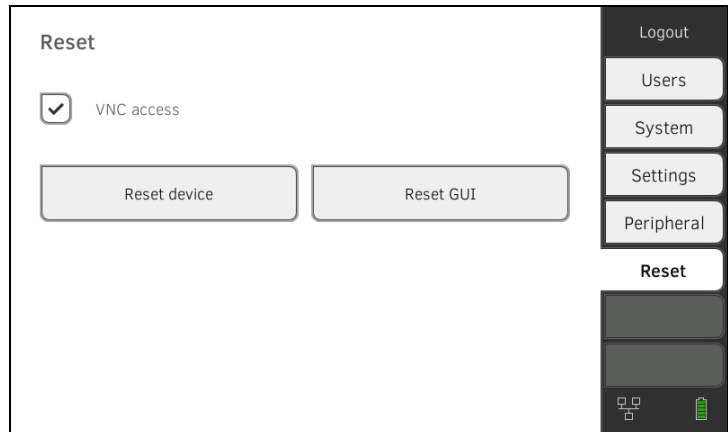 Reset
VNC access
Reset device
Reset GUI
Logout
Users
System
Settings
Peripheral
Reset